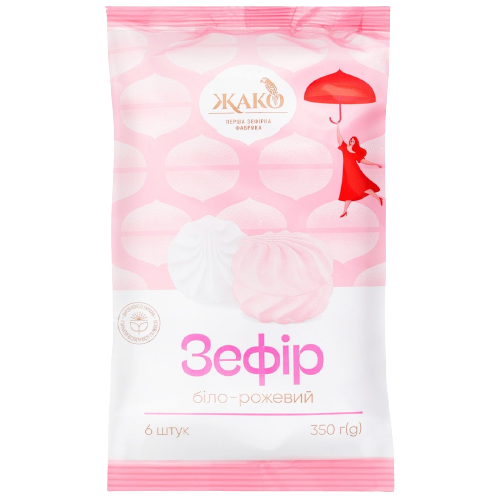 ЖАКО
ПЕРША ЗЕФІРНА
ФАБРИКА
Зефір
біло-рожевий
6 штук
350 г(g)